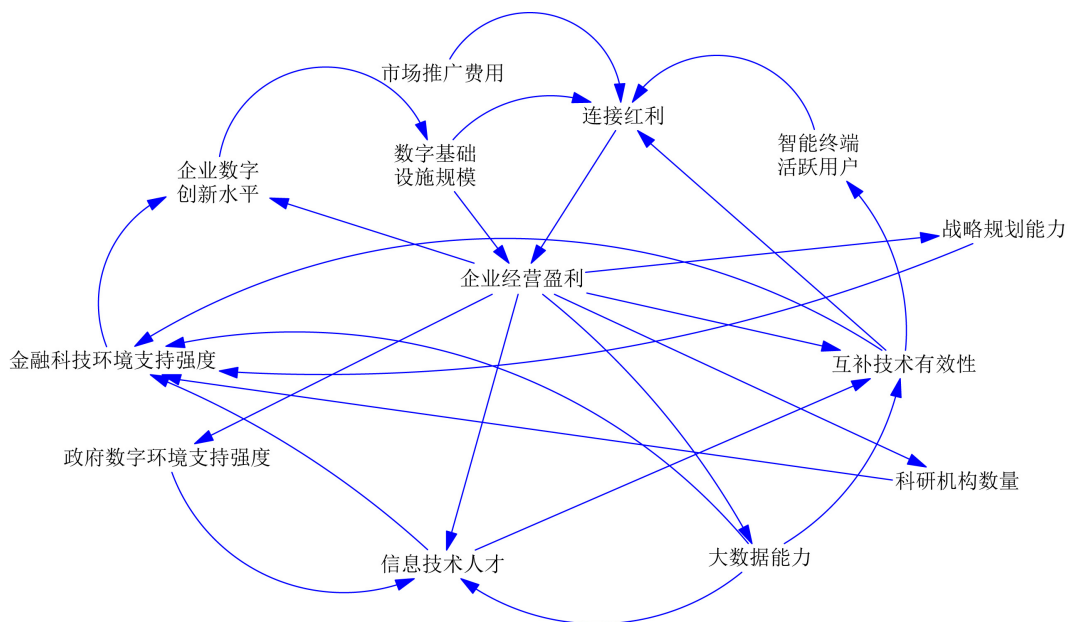 市场推广费用
连接红利
智能终端
活跃用户
数字基础
设施规模
企业数字
创新水平
战略规划能力
企业经营盈利
金融科技环境支持强度
互补技术有效性
政府数字环境支持强度
科研机构数量
信息技术人才
大数据能力